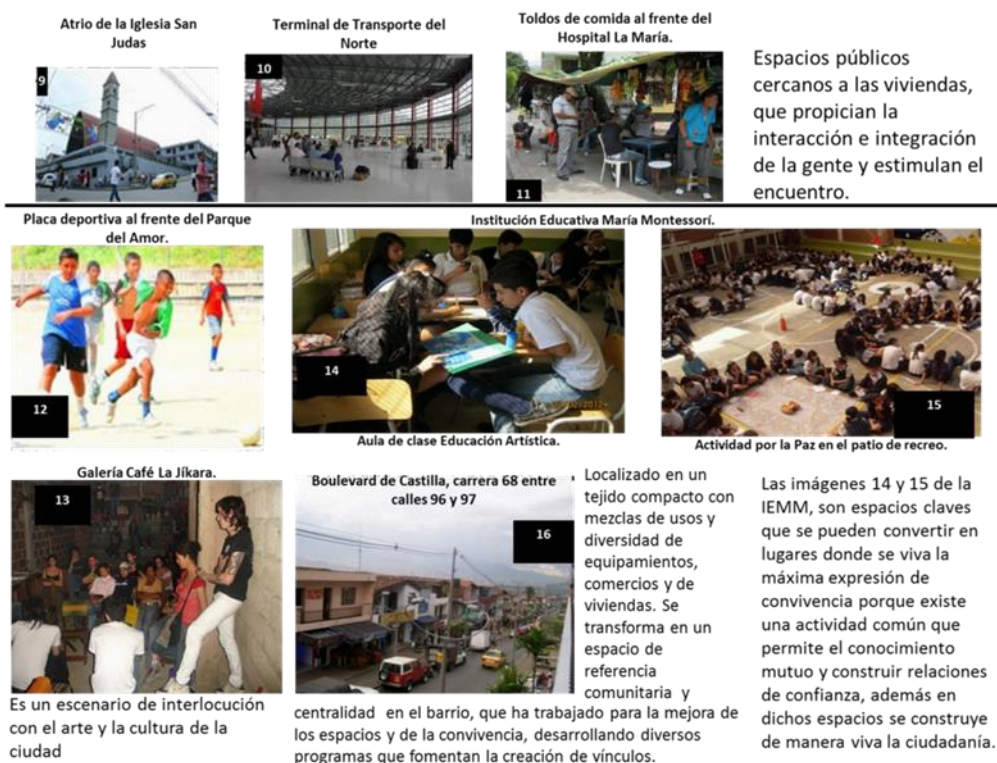 Atrio de la Iglesia San
Judas
9
Terminal de Transporte del
Norte
10
Toldos de comida al frente del
Hospital La María.
11
Espacios públicos
cercanos a las viviendas,
que propician la
interacción e integración
de la gente y estimulan el
encuentro.
Placa deportiva al frente del Parque
del Amor.
12
Institución Educativa María Montessorí.
14
Aula de clase Educación Artística.
15
Actividad por la Paz en el patio de recreo.
Galería Café La Jíkara.
13
Es un escenario de interlocución
con el arte y la cultura de la
ciudad
Boulevard de Castilla, carrera 68 entre
calles 96 y 97
16
Localizado en un
tejido compacto con
mezclas de usos y
diversidad de
equipamientos,
comercios y de
viviendas. Se
transforma en un
espacio de
referencia
comunitaria y
centralidad en el barrio, que ha trabajado para la mejora de
los espacios y de la convivencia, desarrollando diversos
programas que fomentan la creación de vínculos.
Las imágenes 14 y 15 de la
IEMM, son espacios claves
que se pueden convertir en
lugares donde se viva la
máxima expresión de
convivencia porque existe
una actividad común que
permite el conocimiento
mutuo y construir relaciones
de confianza, además en
dichos espacios se construye
de manera viva la ciudadanía.